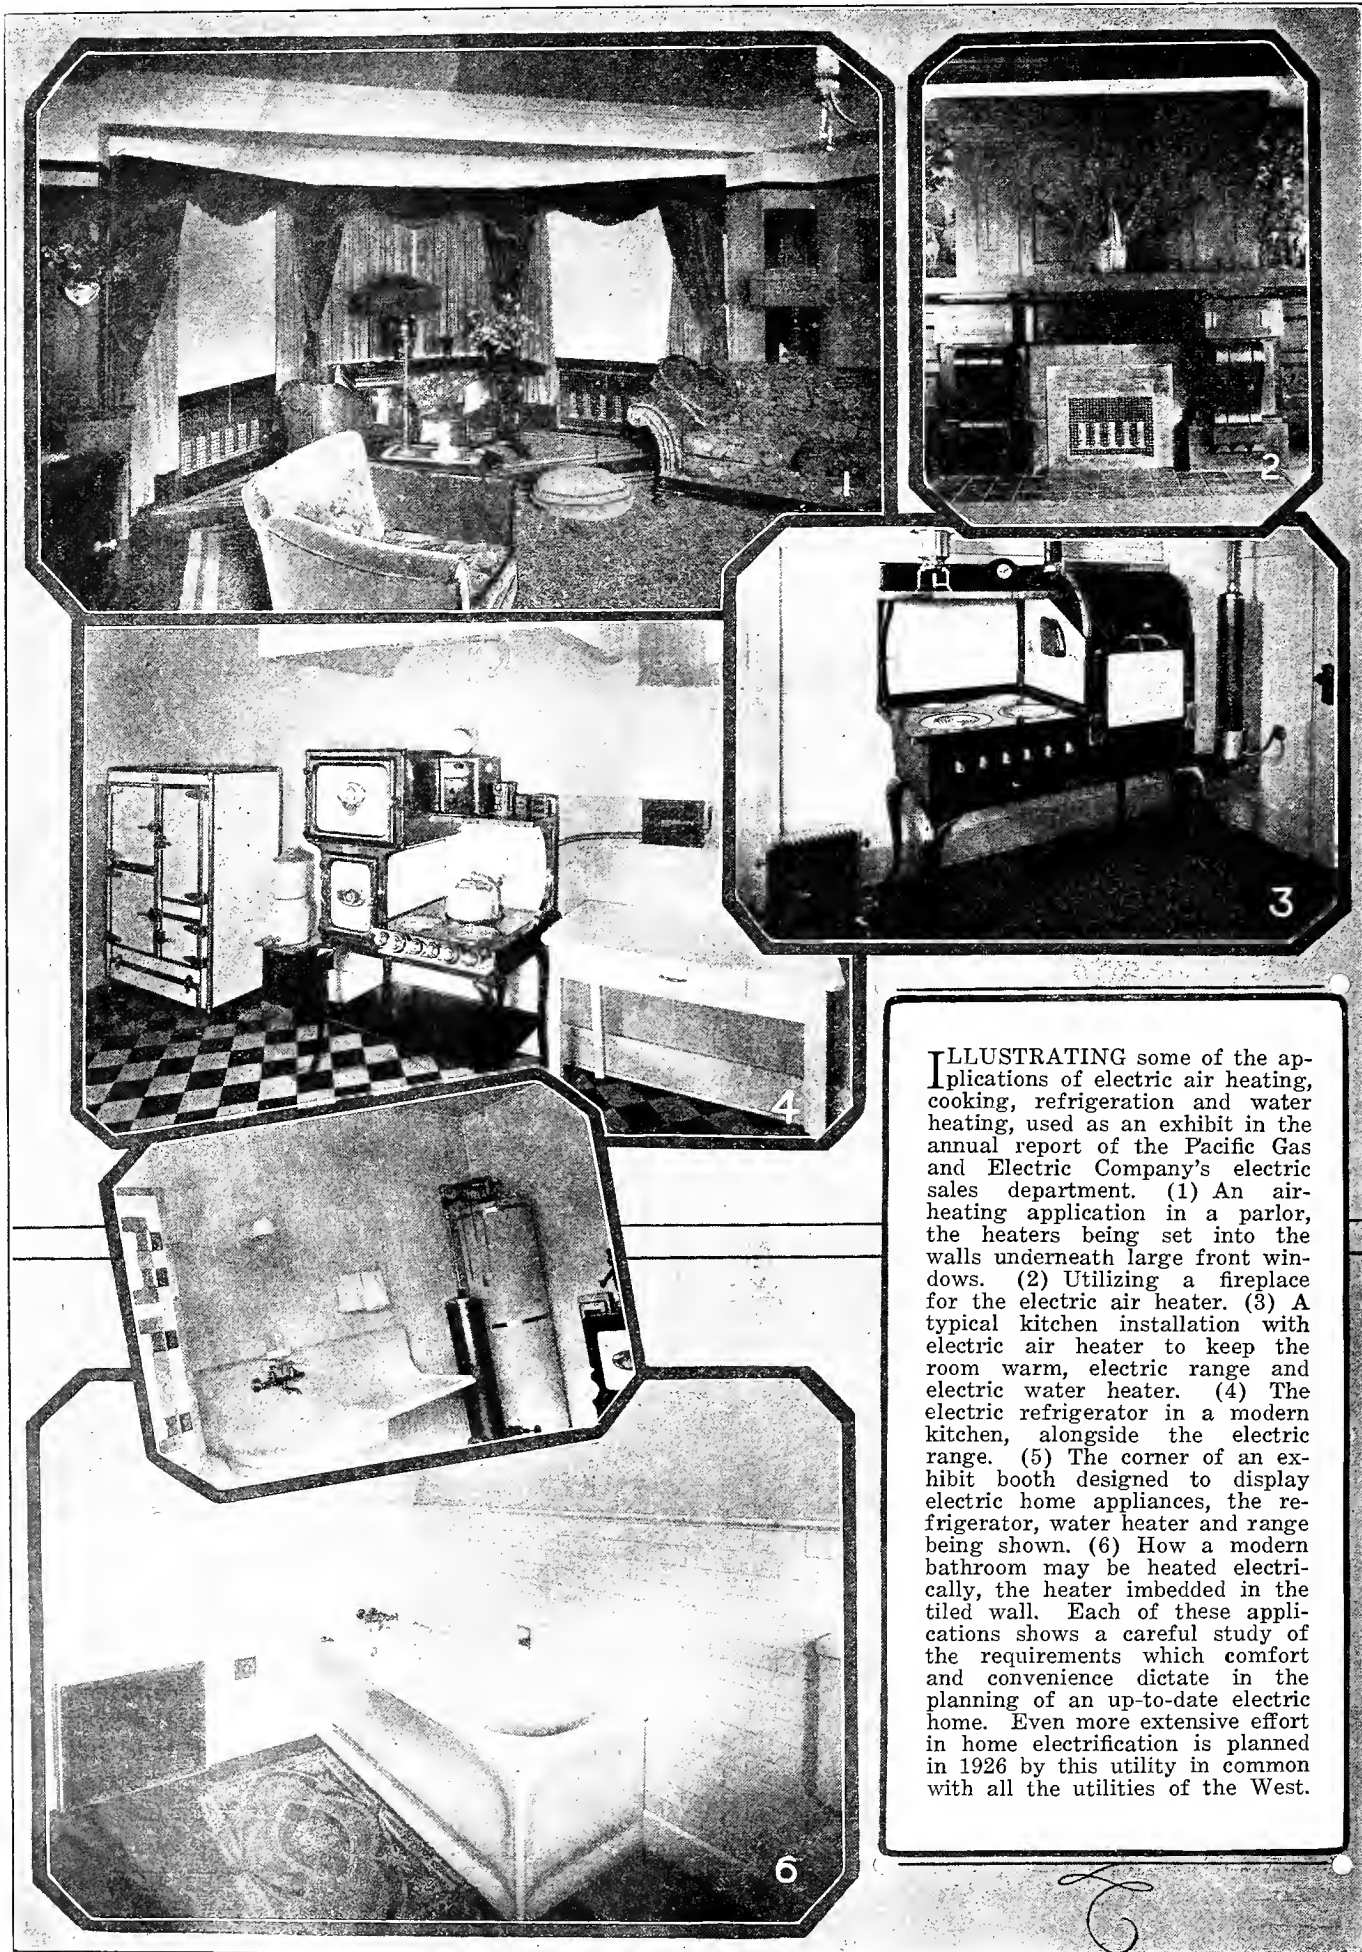 1
2
3
4
6
ILLUSTRATING some of the ap-
plications of electric air heating,
cooking, refrigeration and water
heating, used as an exhibit in the
annual report of the Pacific Gas
and Electric Company's electric
sales department. (1) An air-
heating application in a parlor,
the heaters being set into the
walls underneath large front win-
dows. (2) Utilizing a fireplace
for the electric air heater. (3) A
typical kitchen installation with
electric air heater to keep the
room warm, electric range and
electric water heater. (4) The
electric refrigerator in a modern
kitchen, alongside the electric
range. (5) The corner of an ex-
hibit booth designed to display
electric home appliances, the re-
frigerator, water heater and range
being shown. (6) How a modern
bathroom may be heated electri-
cally, the heater imbedded in the
tiled wall. Each of these appli-
cations shows a careful study of
the requirements which comfort
and convenience dictate in the
planning of an up-to-date electric
home. Even more extensive effort
in home electrification is planned
in 1926 by this utility in common
with all the utilities of the West.